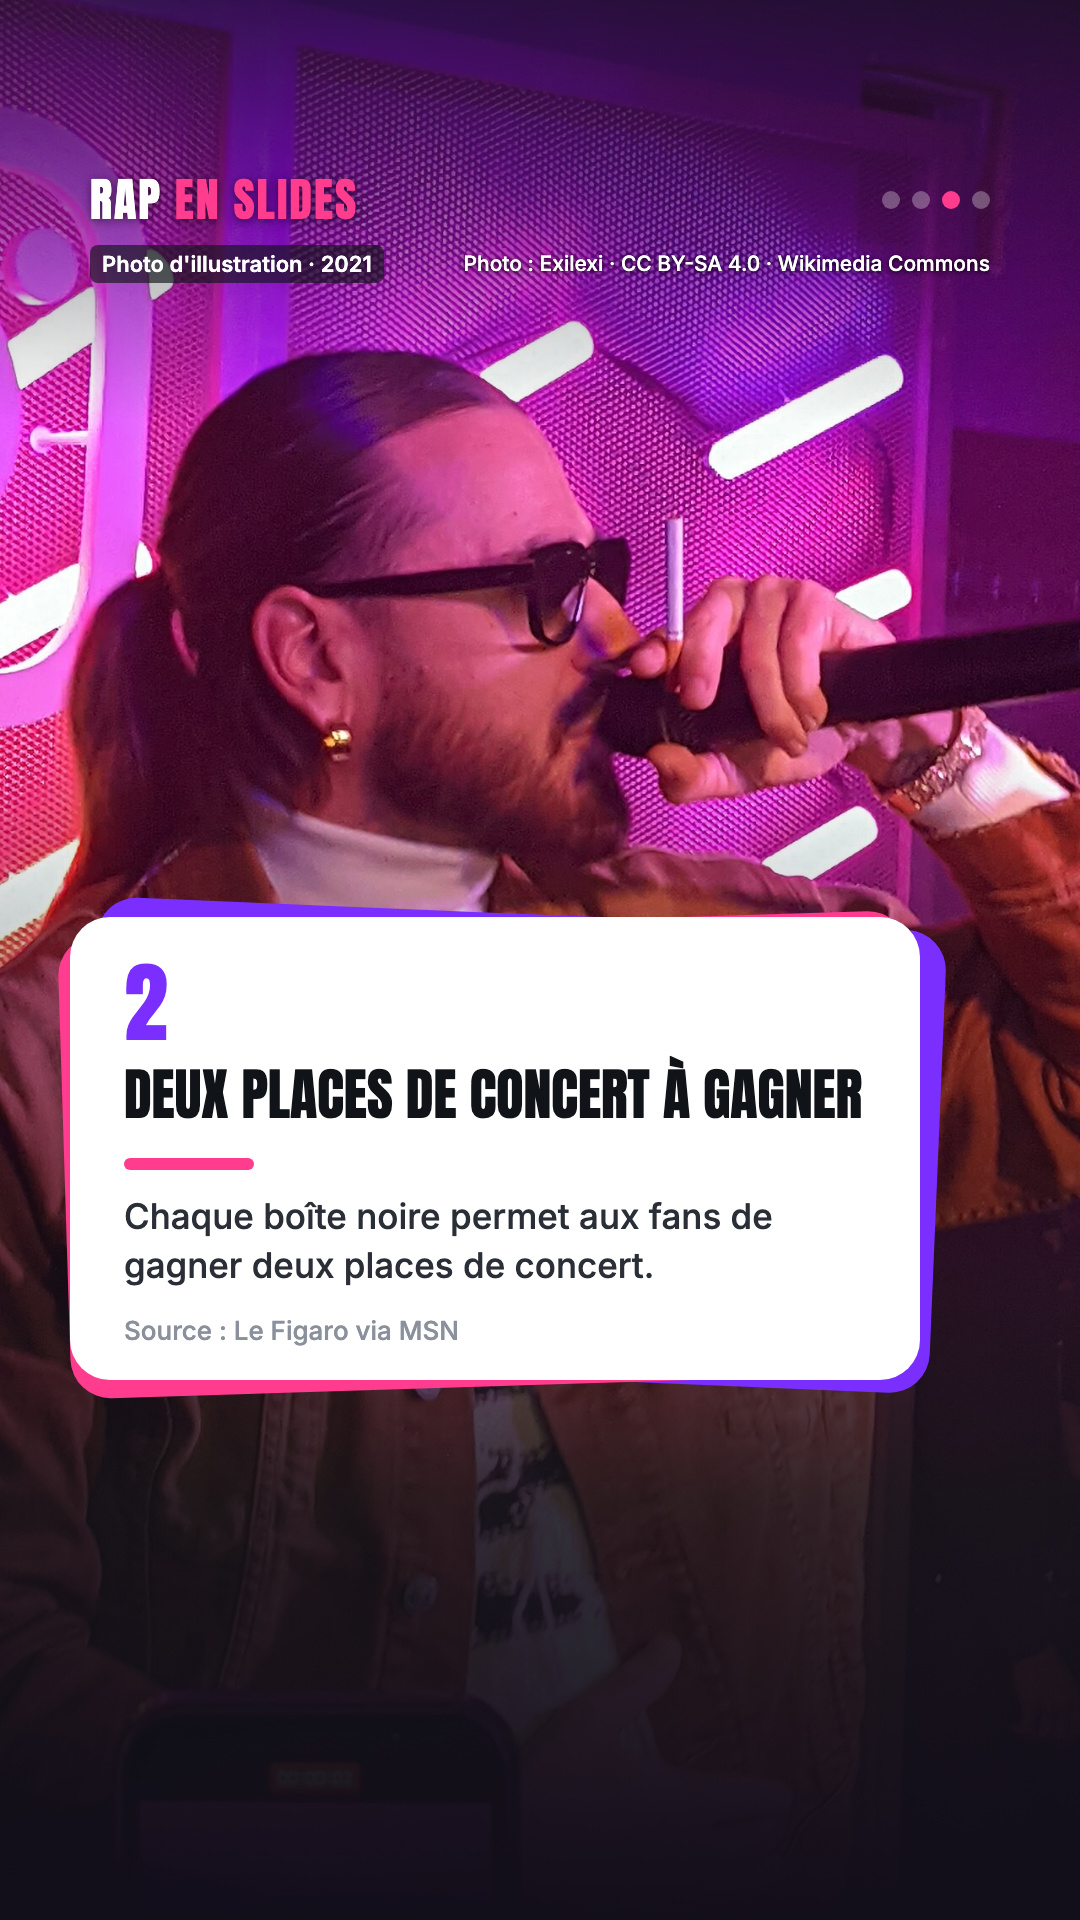 RAP EN SLIDES
Photo d'illustration · 2021
Photo : Exilexi · CC BY-SA 4.0 · Wikimedia Commons
2
DEUX PLACES DE CONCERT À GAGNER
Chaque boîte noire permet aux fans de
gagner deux places de concert.
Source : Le Figaro via MSN